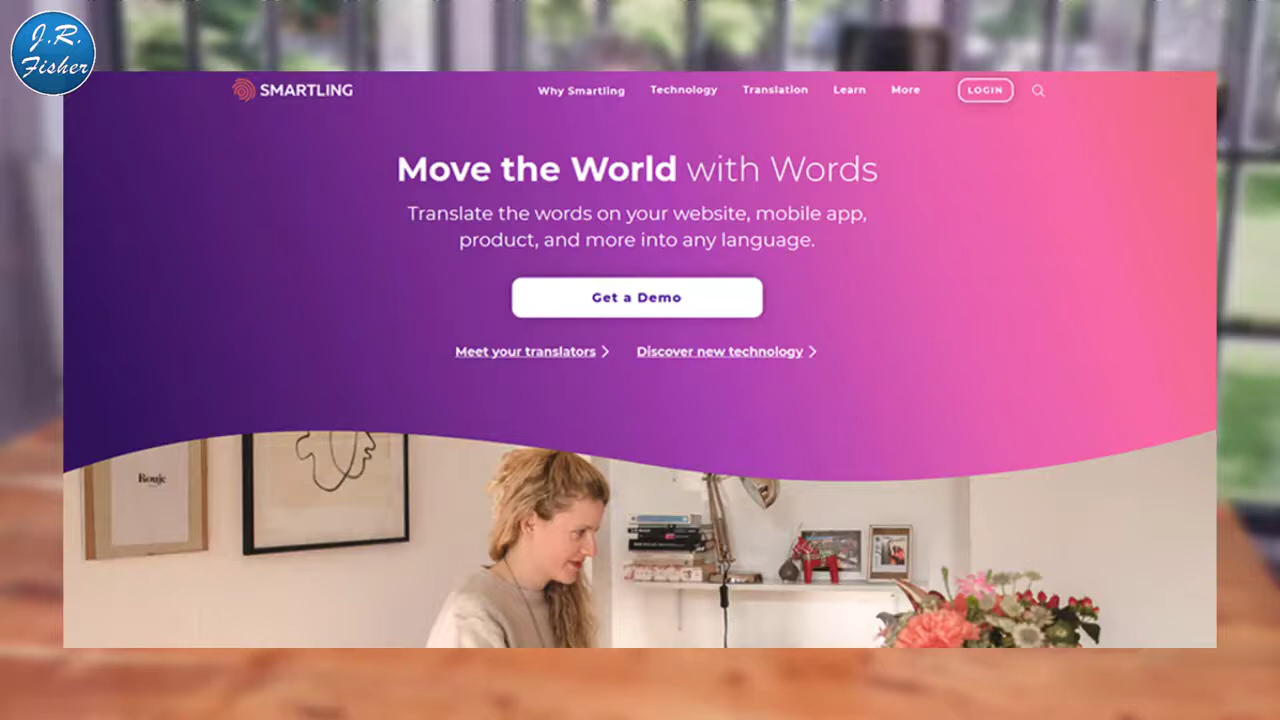 J.R.
Fisher
SMARTLING
Why Smartling Technology Translation Learn More LOGIN
Move the World with Words
Translate the words on your website, mobile app,
product, and more into any language.
Get a Demo
Meet your translators Discover new technology
Rouje